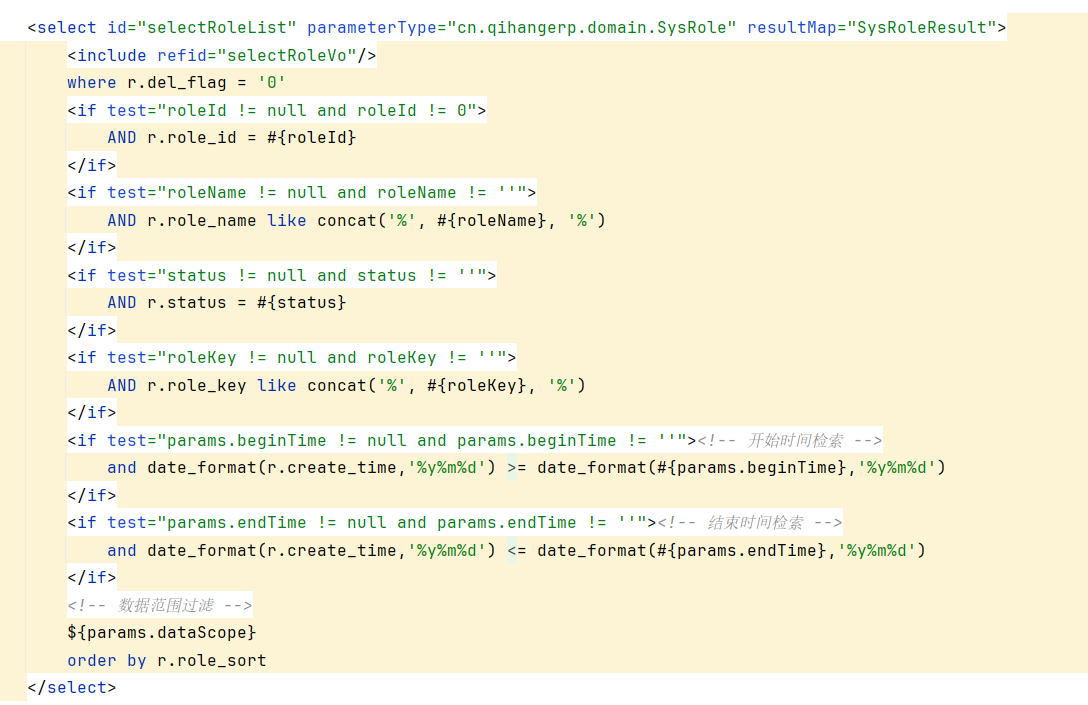 <select id="selectRoleList" parameterType="cn.qihangerp.domain.SysRole" resultMap="SysRoleResult">
<include refid="selectRoleVo"/>
where r.del_flag = '0'
<if test="roleId != null and roleId != 0">
AND r.role_id = #{roleId}
</if>
<if test="roleName != null and roleName != ''">
AND r.role_name like concat('%', #{roleName}, '%')
</if>
<if test="status != null and status != ''">
AND r.status = #{status}
</if>
<if test="roleKey != null and roleKey != ''">
AND r.role_key like concat('%', #{roleKey}, '%')
</if>
<if test="params.beginTime != null and params.beginTime != ''"><!-- 开始时间检索 -->
and date_format(r.create_time,'%y%m%d') >= date_format(#{params.beginTime},'%y%m%d')
</if>
<if test="params.endTime != null and params.endTime != ''"><!-- 结束时间检索 -->
and date_format(r.create_time,'%y%m%d') <= date_format(#{params.endTime},'%y%m%d')
</if>
<!-- 数据范围过滤 -->
${params.dataScope}
order by r.role_sort
</select>